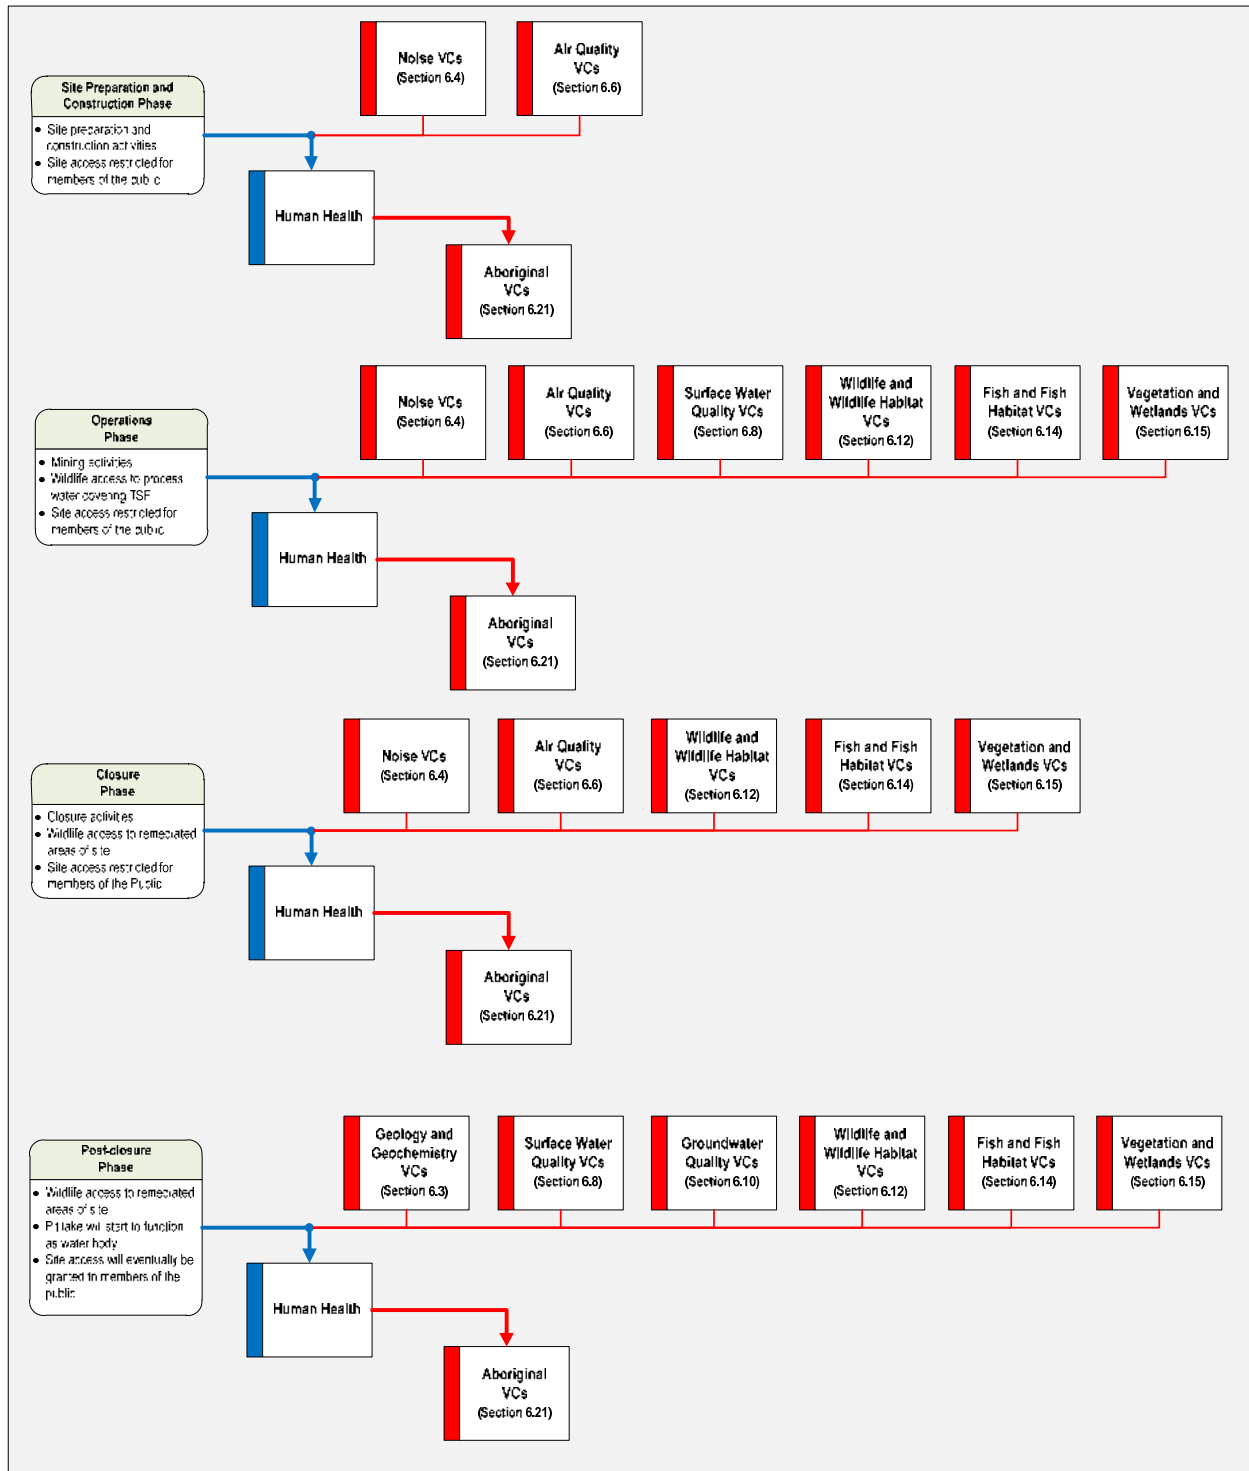 Noise VCs
(Section 6.4)
Air Quality
VCs
(Section 6.6)
Site Preparation and
Construction Phase
• Site preparation and
construction activities
• Site access restricted for
members of the public
Human Health
Aboriginal
VCs
(Section 6.21)
Noise VCs
(Section 6.4)
Air Quality
VCs
(Section 6.6)
Surface Water
Quality VCs
(Section 6.8)
Wildlife and
Wildlife Habitat
VCs
(Section 6.12)
Fish and Fish
Habitat VCs
(Section 6.14)
Vegetation and
Wetlands VCs
(Section 6.15)
Operations
Phase
• Mining activities
• Wildlife access to process
water covering TSF
• Site access restricted for
members of the public
Human Health
Aboriginal
VCs
(Section 6.21)
Noise VCs
(Section 6.4)
Air Quality
VCs
(Section 6.6)
Wildlife and
Wildlife Habitat
VCs
(Section 6.12)
Fish and Fish
Habitat VCs
(Section 6.14)
Vegetation and
Wetlands VCs
(Section 6.15)
Closure
Phase
• Closure activities
• Wildlife access to remediated
areas of site
• Site access restricted for
members of the Public
Human Health
Aboriginal
VCs
(Section 6.21)
Geology and
Geochemistry
VCs
(Section 6.3)
Surface Water
Quality VCs
(Section 6.8)
Groundwater
Quality VCs
(Section 6.10)
Wildlife and
Wildlife Habitat
VCs
(Section 6.12)
Fish and Fish
Habitat VCs
(Section 6.14)
Vegetation and
Wetlands VCs
(Section 6.15)
Post-closure
Phase
• Wildlife access to remediated
areas of site
• Pit lake will start to function
as water body
• Site access will eventually be
granted to members of the
public
Human Health
Aboriginal
VCs
(Section 6.21)